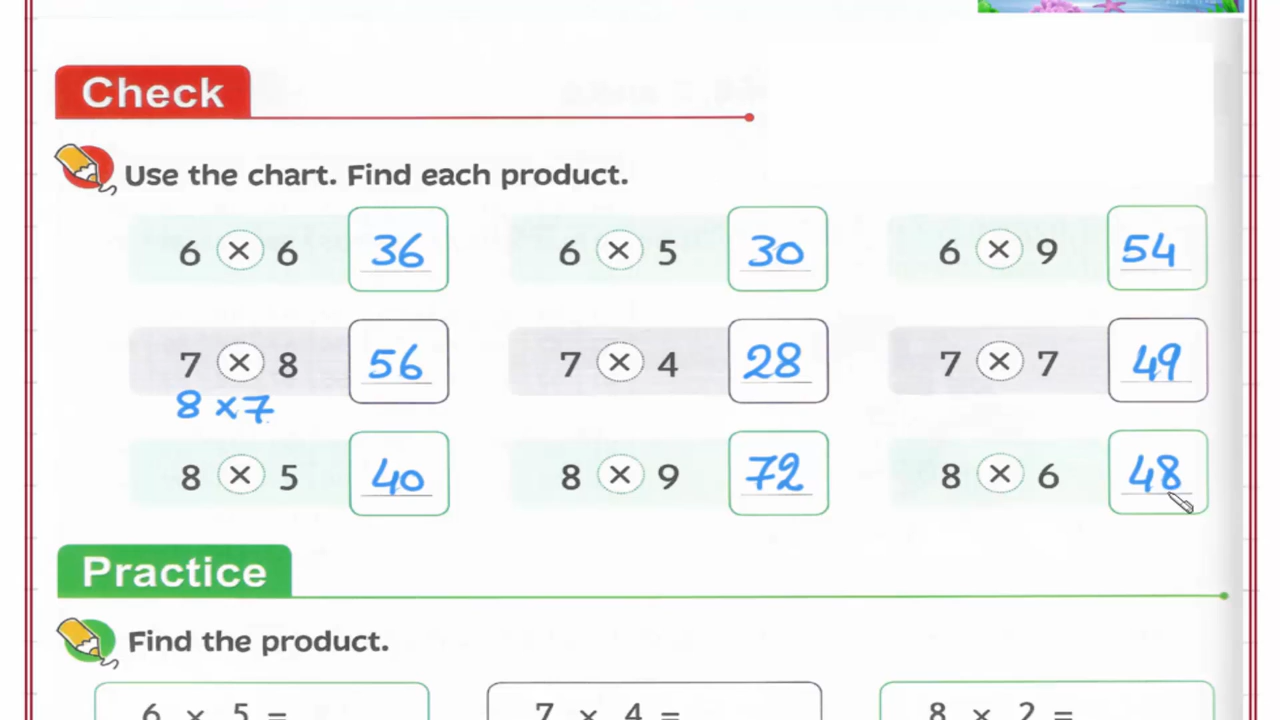 Check
Use the chart. Find each product.
6 × 6 36 6 × 5 30 6 × 9 54
7 × 8 56 7 × 4 28 7 × 7 49
8 × 7
8 × 5 40 8 × 9 72 8 × 6 48
Practice
Find the product.
6 × 5 = 7 × 4 = 8 × 2 =